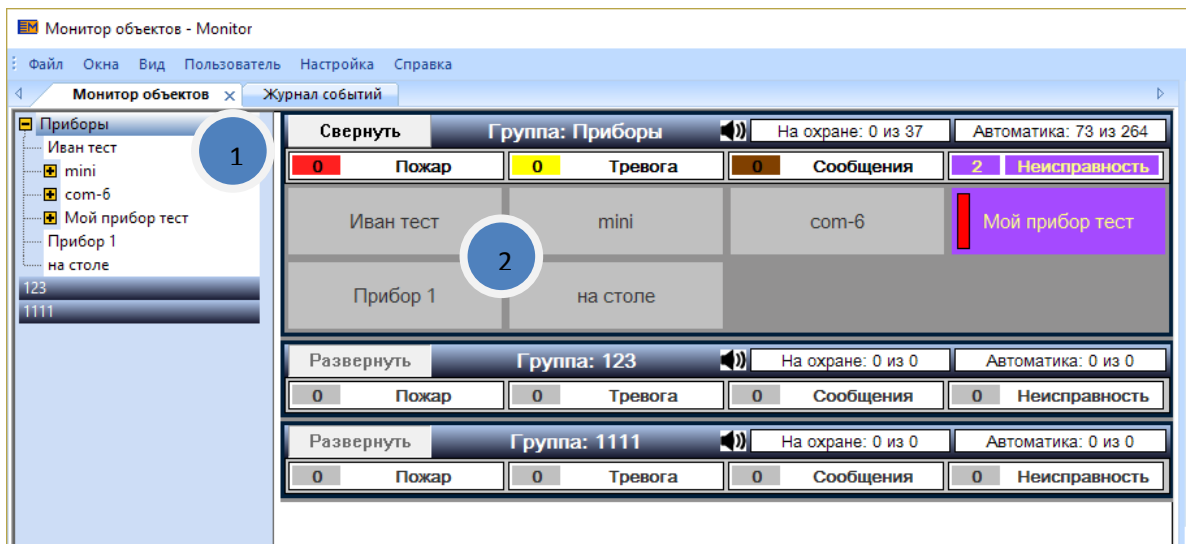 Монитор объектов - Monitor
Файл Окна Вид Пользователь Настройка Справка
Монитор объектов x Журнал событий
Приборы
Иван тест
mini
com-6
Мой прибор тест
Прибор 1
на столе
123
1111
1
Свернуть Группа: Приборы На охране: 0 из 37 Автоматика: 73 из 264
0 Пожар 0 Тревога 0 Сообщения 2 Неисправность
Иван тест mini com-6 Мой прибор тест
2
Прибор 1 на столе
Развернуть Группа: 123 На охране: 0 из 0 Автоматика: 0 из 0
0 Пожар 0 Тревога 0 Сообщения 0 Неисправность
Развернуть Группа: 1111 На охране: 0 из 0 Автоматика: 0 из 0
0 Пожар 0 Тревога 0 Сообщения 0 Неисправность